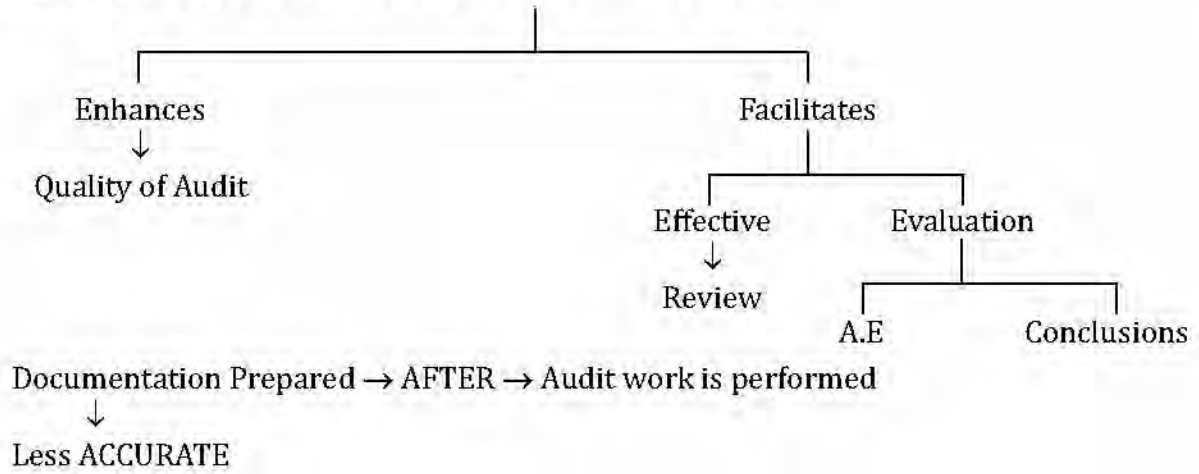 Enhances Facilitates
↓
Quality of Audit
Effective Evaluation
↓
Review
A.E Conclusions
Documentation Prepared → AFTER → Audit work is performed
↓
Less ACCURATE